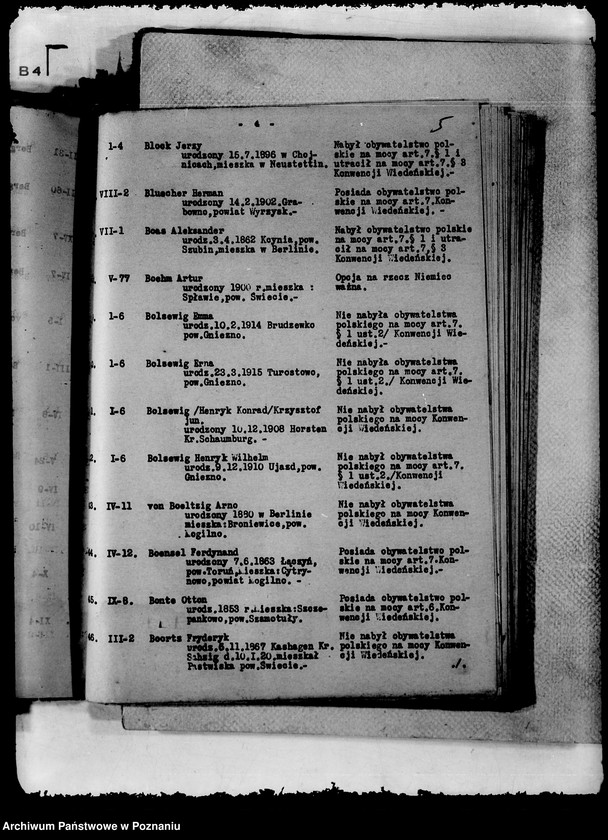 B 4
- 4 -
5
I-4 Block Jerzy Nabył obywatelstwo pol-
urodzony 15.7.1896 w Choj- skie na mocy art.7.§ 1 i
nicach,mieszka w Neustettin. utracił na mocy art.7.§ 3
Konwencji Wiedeńskiej.-
VIII-2 Bluecher Herman Posiada obywatelstwo pol-
urodzony 14.2.1902.Gra- skie na mocy art.7.Kon-
bowno,powiat Wyrzysk.- wencji Wiedeńskiej. -
VII-1 Boas Aleksander Nabył obywatelstwo polskie
urodz.3.4.1862 Kcynia,pow. na mocy art.7.§ 1 i utra-
Szubin,mieszka w Berlinie. cił na mocy art.7.§ 3
Konwencji Wiedeńskiej.
V-77 Boehm Artur Opcja na rzecz Niemiec
urodzony 1900 r.mieszka : ważna.
Spławie,pow. Swiecie.-
I-6 Bolsewig Emma Nie nabyła obywatelstwa
urodz.10.2.1914 Brudzewko polskiego na mocy art.7.
pow.Gniezno. § 1 ust.2/ Konwencji Wie-
deńskiej.-
I-6 Bolsewig Erna Nie nabyła obywatelstwa
urodz.23.3.1915 Turostowo, polskiego na mocy art.7.
pow.Gniezno. § 1 ust.2./ Konwencji Wie-
deńskiej.
1. I-6 Bolsewig /Henryk Konrad/Krzysztof Nie nabył obywatelstwa
jun. polskiego na mocy Konwen-
urodzony 10.12.1908 Horsten cji Wiedeńskiej.
Kr.Schaumburg. -
2. I-6 Bolsewig Henryk Wilhelm Nie nabył obywatelstwa
urodz.9.12.1910 Ujazd,pow. polskiego na mocy art.7.
Gniezno. § 1 ust.2./Konwencji
Wiedeńskiej.
3. IV-11 von Boeltzig Arno Nie nabył obywatelstwa
urodzony 1880 w Berlinie polskiego na mocy Konwen-
mieszka:Broniewice,pow. cji Wiedeńskiej.
Mogilno.
44. IV-12. Boensel Ferdynand Posiada obywatelstwo pol-
urodzony 7.6.1863 Łączyń, skie na mocy art.7.Kon-
pow.Toruń,mieszka:Cytry- wencji Wiedeńskiej.-
nowo,powiat Mogilno. -
45. IX-8. Bonte Otton Posiada obywatelstwo pol-
urodz.1853 r.mieszka:Szcze- skie na mocy art.6.Kon-
pankowo,pow.Szamotuły. wencji Wiedeńskiej.
46. III-2 Boortz Fryderyk Nie nabył obywatelstwa
urodz.5.11.1867 Kashagen Kr. polskiego na mocy Konwen-
d.10.I.20.mieszkał cji Wiedeńskiej.
Pastwiska pow.Swiecie.- ./.
Archiwum Państwowe w Poznaniu